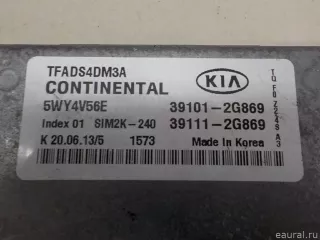 TFADS4DM3A
CONTINENTAL
KIA
5WY4V56E 39101-2G869
Index 01 SIM2K-240 39111-2G869
K 20.06.13/5 1573 Made in Korea
© eaural.ru